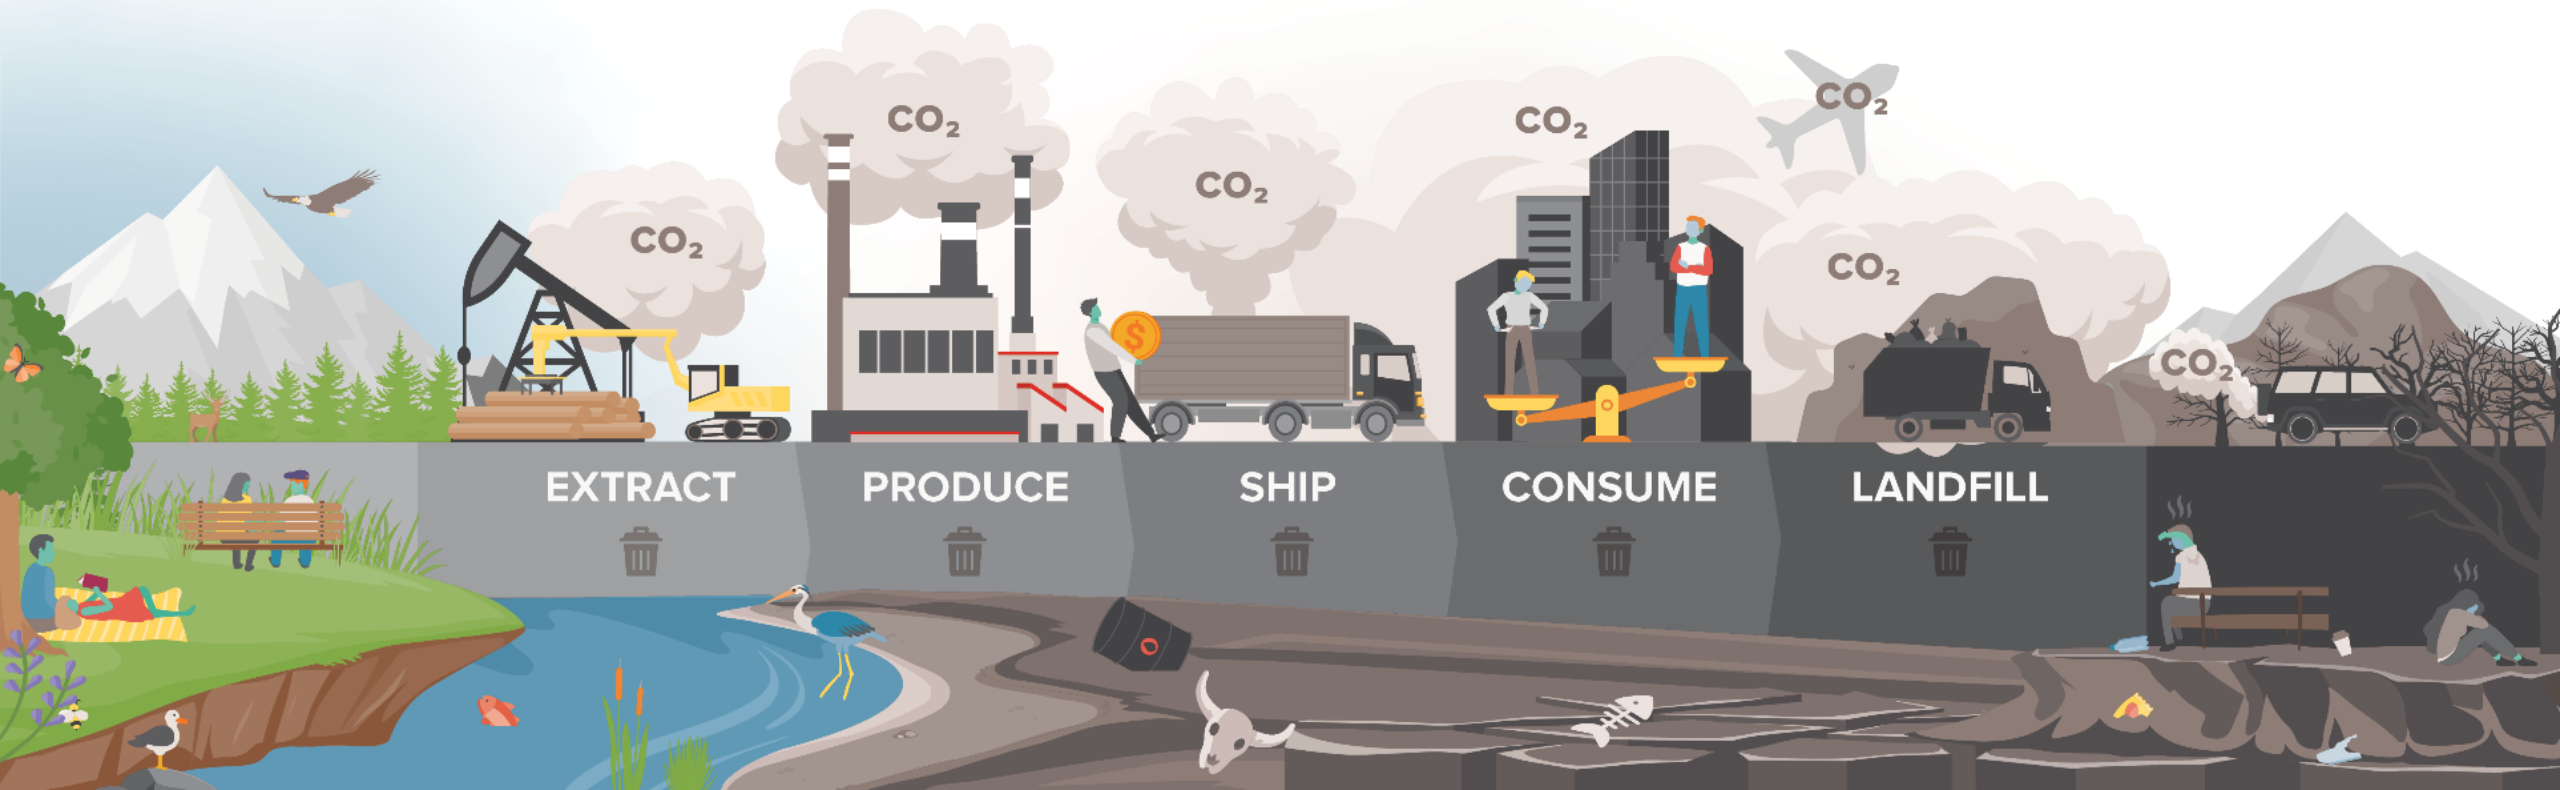 CO₂
CO₂
CO₂
CO₂
CO₂
CO₂
CO₂
$
EXTRACT
PRODUCE
SHIP
CONSUME
LANDFILL